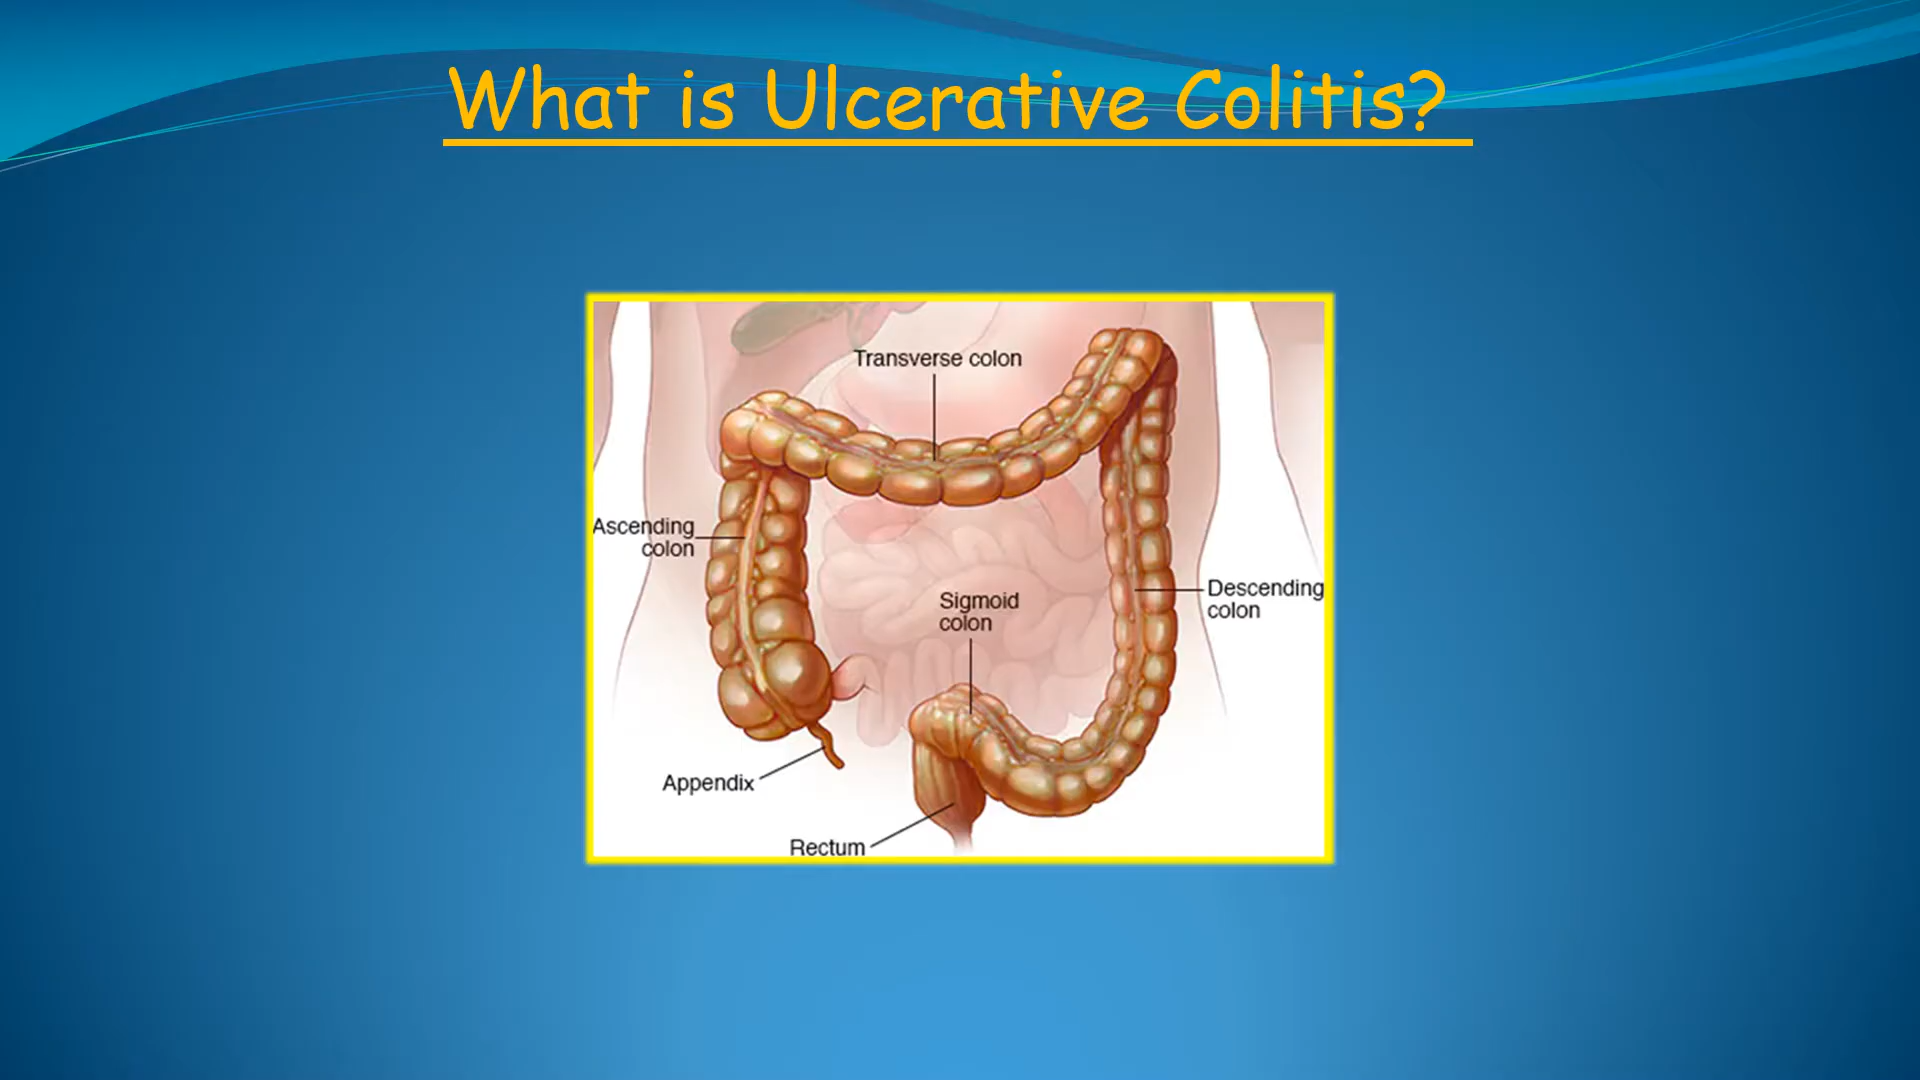 What is Ulcerative Colitis?
Transverse colon
Ascending
colon
Sigmoid
colon
Descending
colon
Appendix
Rectum